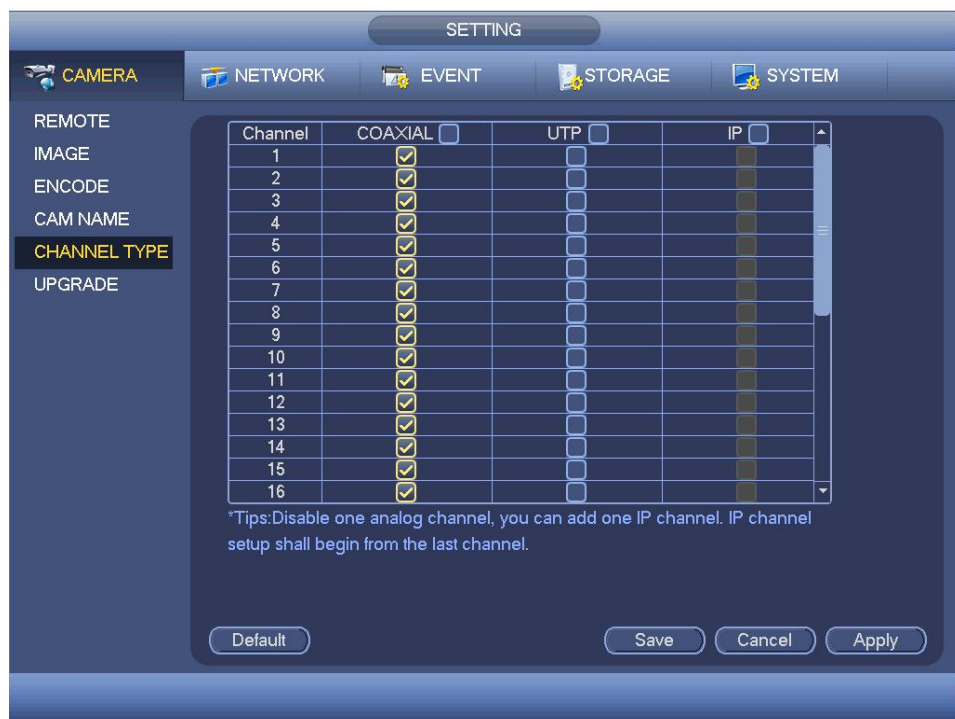 SETTING
CAMERA NETWORK EVENT STORAGE SYSTEM
REMOTE
IMAGE
ENCODE
CAM NAME
CHANNEL TYPE
UPGRADE
Channel COAXIAL UTP IP
1
2
3
4
5
6
7
8
9
10
11
12
13
14
15
16
*Tips:Disable one analog channel, you can add one IP channel. IP channel
setup shall begin from the last channel.
Default Save Cancel Apply